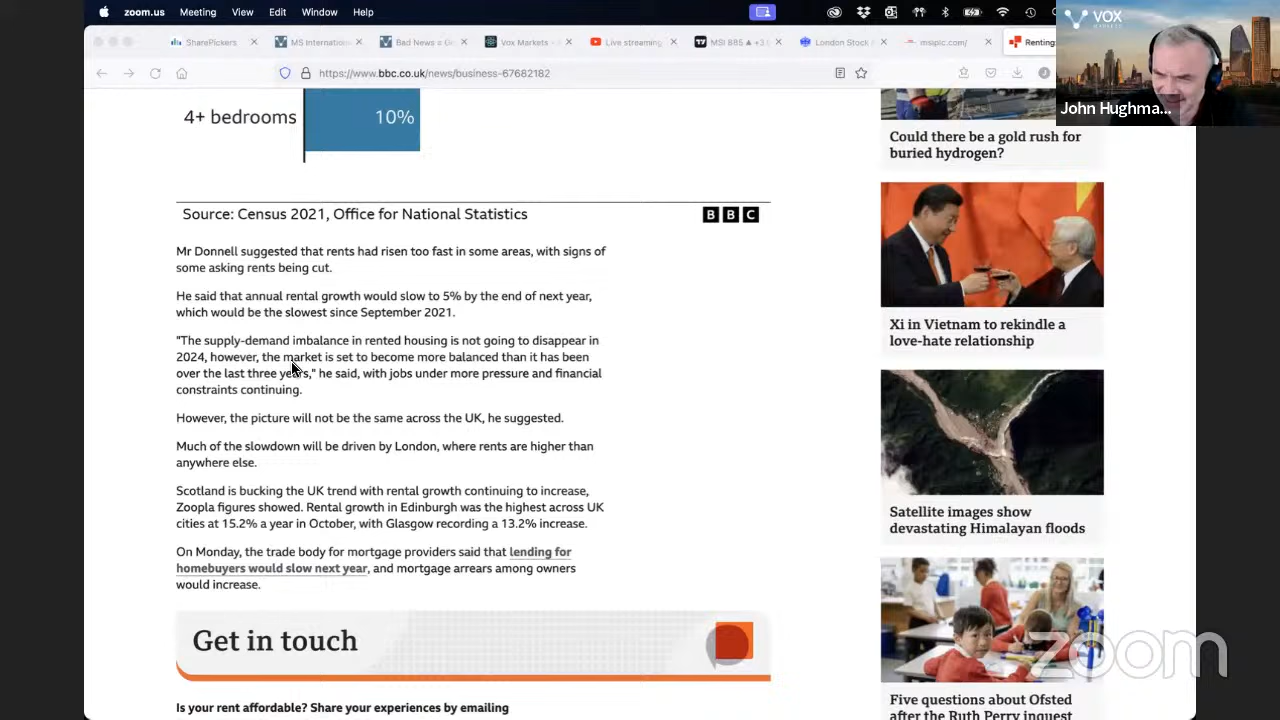 zoom.us Meeting View Edit Window Help
SharePickers
MS Internation
Bad News
Vox Markets
Live streaming
MSI 885 ▲ +3.
London Stock
msipic.com/
Renting:
https://www.bbc.co.uk/news/business-67682182
VOX
MARKETS
John Hughma...
4+ bedrooms 10%
Source: Census 2021, Office for National Statistics
BBC
Mr Donnell suggested that rents had risen too fast in some areas, with signs of
some asking rents being cut.
He said that annual rental growth would slow to 5% by the end of next year,
which would be the slowest since September 2021.
"The supply-demand imbalance in rented housing is not going to disappear in
2024, however, the market is set to become more balanced than it has been
over the last three years," he said, with jobs under more pressure and financial
constraints continuing.
However, the picture will not be the same across the UK, he suggested.
Much of the slowdown will be driven by London, where rents are higher than
anywhere else.
Scotland is bucking the UK trend with rental growth continuing to increase,
Zoopla figures showed. Rental growth in Edinburgh was the highest across UK
cities at 15.2% a year in October, with Glasgow recording a 13.2% increase.
On Monday, the trade body for mortgage providers said that lending for
homebuyers would slow next year, and mortgage arrears among owners
would increase.
Get in touch
Is your rent affordable? Share your experiences by emailing
Could there be a gold rush for
buried hydrogen?
Xi in Vietnam to rekindle a
love-hate relationship
Satellite images show
devastating Himalayan floods
Five questions about Ofsted
after the Ruth Perry inquest
zoom